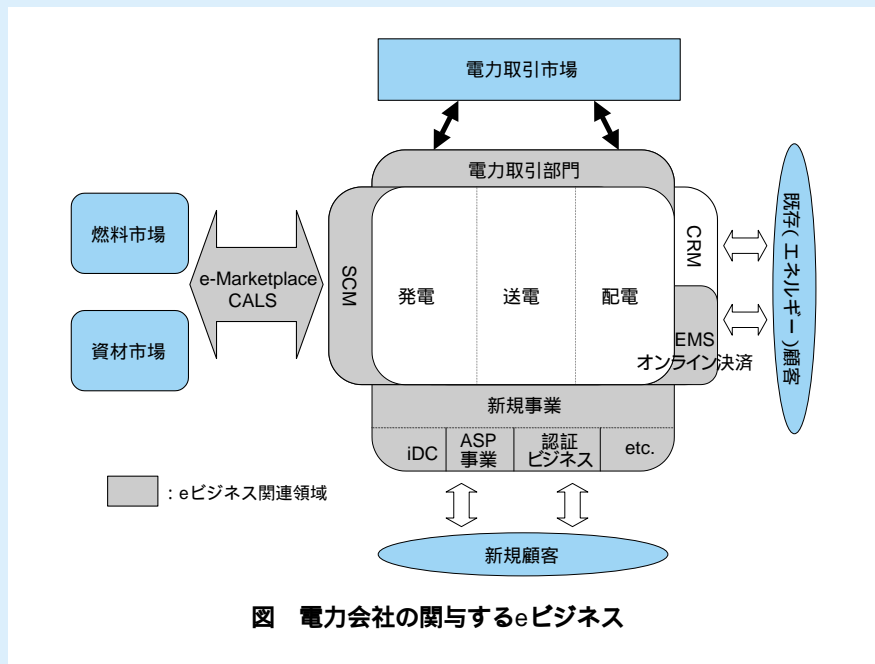 電力取引市場
電力取引部門
燃料市場
資材市場
e-Marketplace
CALS
SCM
発電
送電
配電
CRM
EMS
オンライン決済
既存(エネルギー)顧客
新規事業
iDC
ASP
事業
認証
ビジネス
etc.
:eビジネス関連領域
新規顧客
図 電力会社の関与するeビジネス